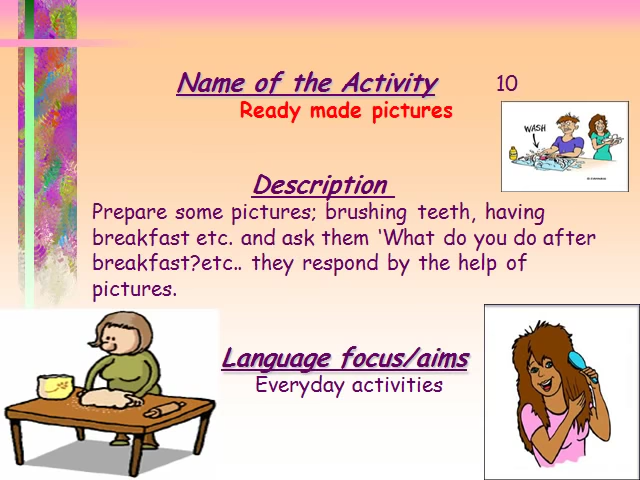 Name of the Activity 10
Ready made pictures
WASH
Description
Prepare some pictures; brushing teeth, having
breakfast etc. and ask them ‘What do you do after
breakfast?etc.. they respond by the help of
pictures.
Language focus/aims
Everyday activities